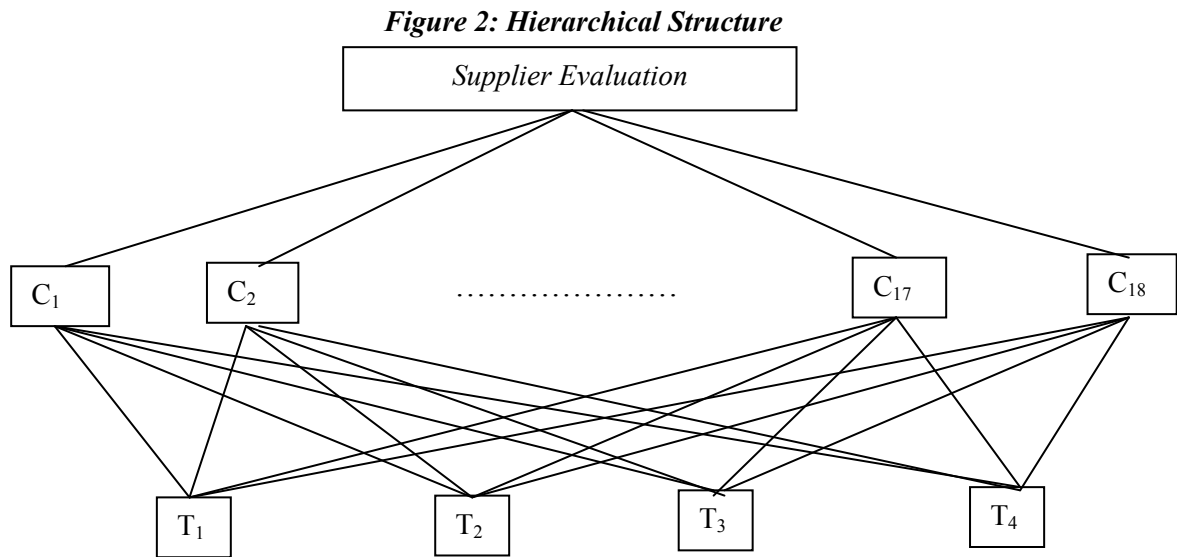 Figure 2: Hierarchical Structure
Supplier Evaluation
C₁ C₂ ..................... C₁₇ C₁₈
T₁ T₂ T₃ T₄